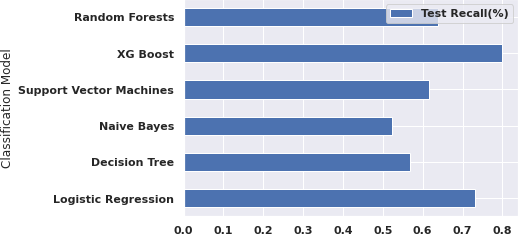 Test Recall(%)
Classification Model
Random Forests
XG Boost
Support Vector Machines
Naive Bayes
Decision Tree
Logistic Regression
0.0 0.1 0.2 0.3 0.4 0.5 0.6 0.7 0.8